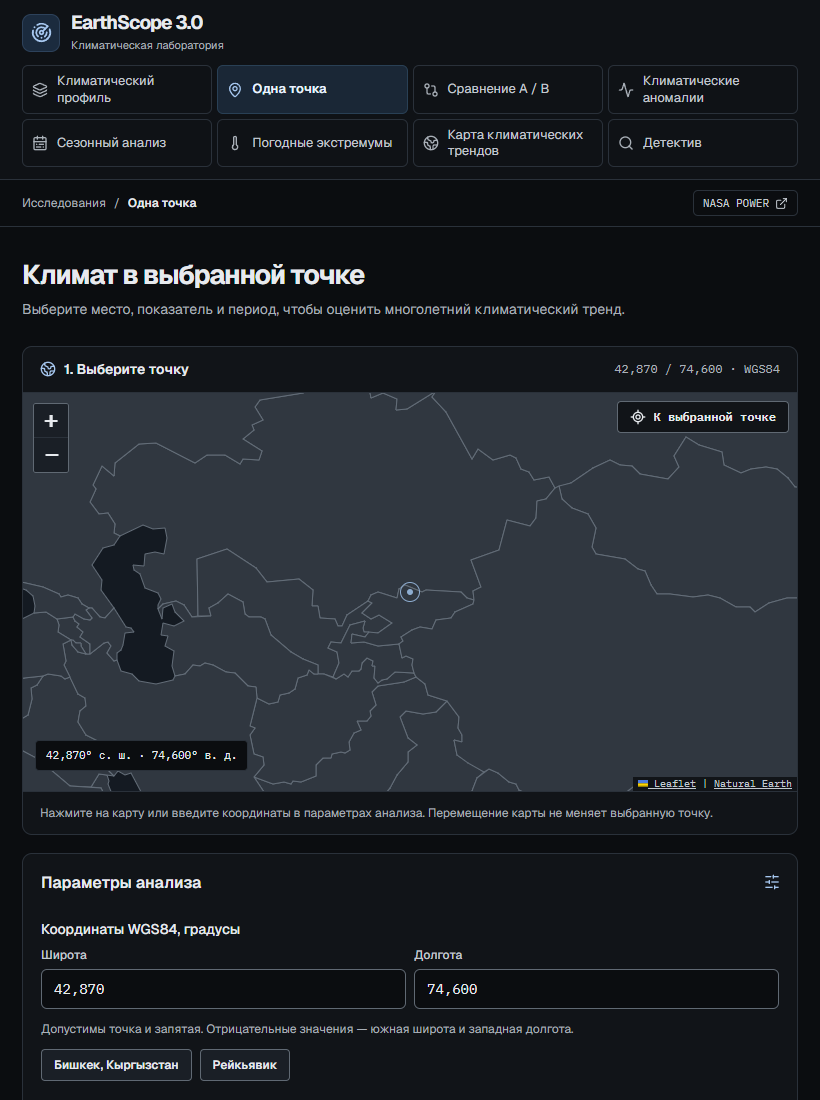 EarthScope 3.0
Климатическая лаборатория
Климатический
профиль
Одна точка
Сравнение A / B
Климатические
аномалии
Сезонный анализ
Погодные экстремумы
Карта климатических
трендов
Детектив
Исследования / Одна точка
NASA POWER
Климат в выбранной точке
Выберите место, показатель и период, чтобы оценить многолетний климатический тренд.
1. Выберите точку
42,870 / 74,600 · WGS84
+
К выбранной точке
−
42,870° с. ш. · 74,600° в. д.
Leaflet | Natural Earth
Нажмите на карту или введите координаты в параметрах анализа. Перемещение карты не меняет выбранную точку.
Параметры анализа
Координаты WGS84, градусы
Широта
Долгота
42,870
74,600
Допустимы точка и запятая. Отрицательные значения — южная широта и западная долгота.
Бишкек, Кыргызстан
Рейкьявик